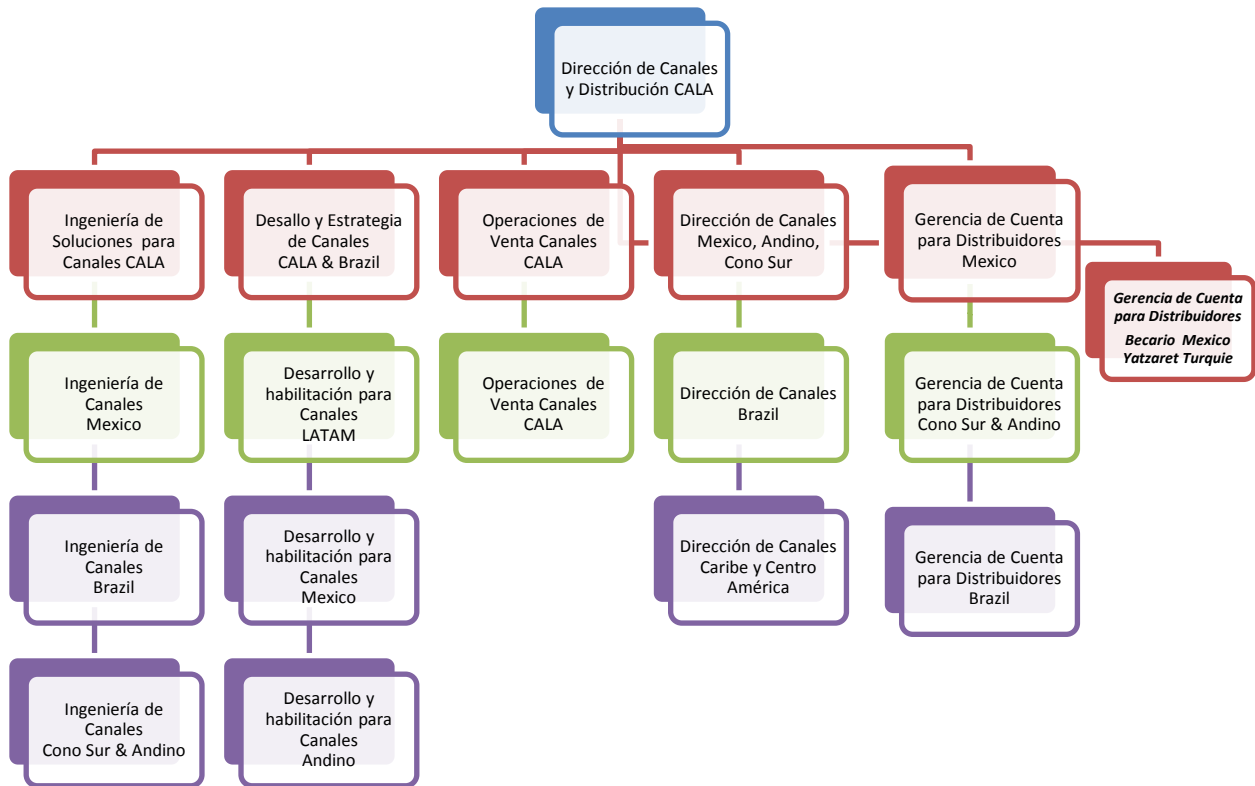 Dirección de Canales
y Distribución CALA
Ingeniería de
Soluciones para
Canales CALA
Desallo y Estrategia
de Canales
CALA & Brazil
Operaciones de
Venta Canales
CALA
Dirección de Canales
Mexico, Andino,
Cono Sur
Gerencia de Cuenta
para Distribuidores
Mexico
Gerencia de Cuenta
para Distribuidores
Becario Mexico
Yatzaret Turquie
Ingeniería de
Canales
Mexico
Desarrollo y
habilitación para
Canales
LATAM
Operaciones de
Venta Canales
CALA
Dirección de Canales
Brazil
Gerencia de Cuenta
para Distribuidores
Cono Sur & Andino
Ingeniería de
Canales
Brazil
Desarrollo y
habilitación para
Canales
Mexico
Dirección de Canales
Caribe y Centro
América
Gerencia de Cuenta
para Distribuidores
Brazil
Ingeniería de
Canales
Cono Sur & Andino
Desarrollo y
habilitación para
Canales
Andino